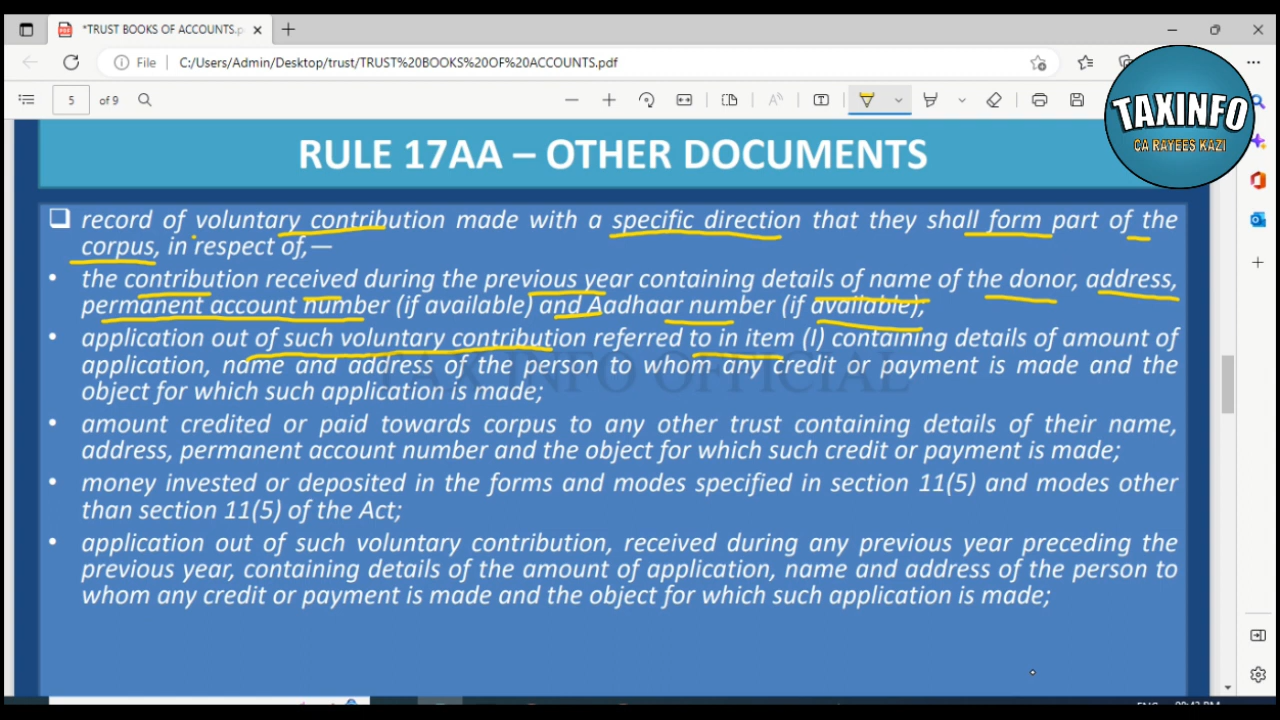 *TRUST BOOKS OF ACCOUNTS.p
File C:/Users/Admin/Desktop/trust/TRUST%20BOOKS%20OF%20ACCOUNTS.pdf
5 of 9
TAXINFO
CA RAYEES KAZI
RULE 17AA – OTHER DOCUMENTS
record of voluntary contribution made with a specific direction that they shall form part of the
corpus, in respect of,—
• the contribution received during the previous year containing details of name of the donor, address,
permanent account number (if available) and Aadhaar number (if available);
• application out of such voluntary contribution referred to in item (I) containing details of amount of
application, name and address of the person to whom any credit or payment is made and the
object for which such application is made;
• amount credited or paid towards corpus to any other trust containing details of their name,
address, permanent account number and the object for which such credit or payment is made;
• money invested or deposited in the forms and modes specified in section 11(5) and modes other
than section 11(5) of the Act;
• application out of such voluntary contribution, received during any previous year preceding the
previous year, containing details of the amount of application, name and address of the person to
whom any credit or payment is made and the object for which such application is made;
TAX INFO OFFICIAL